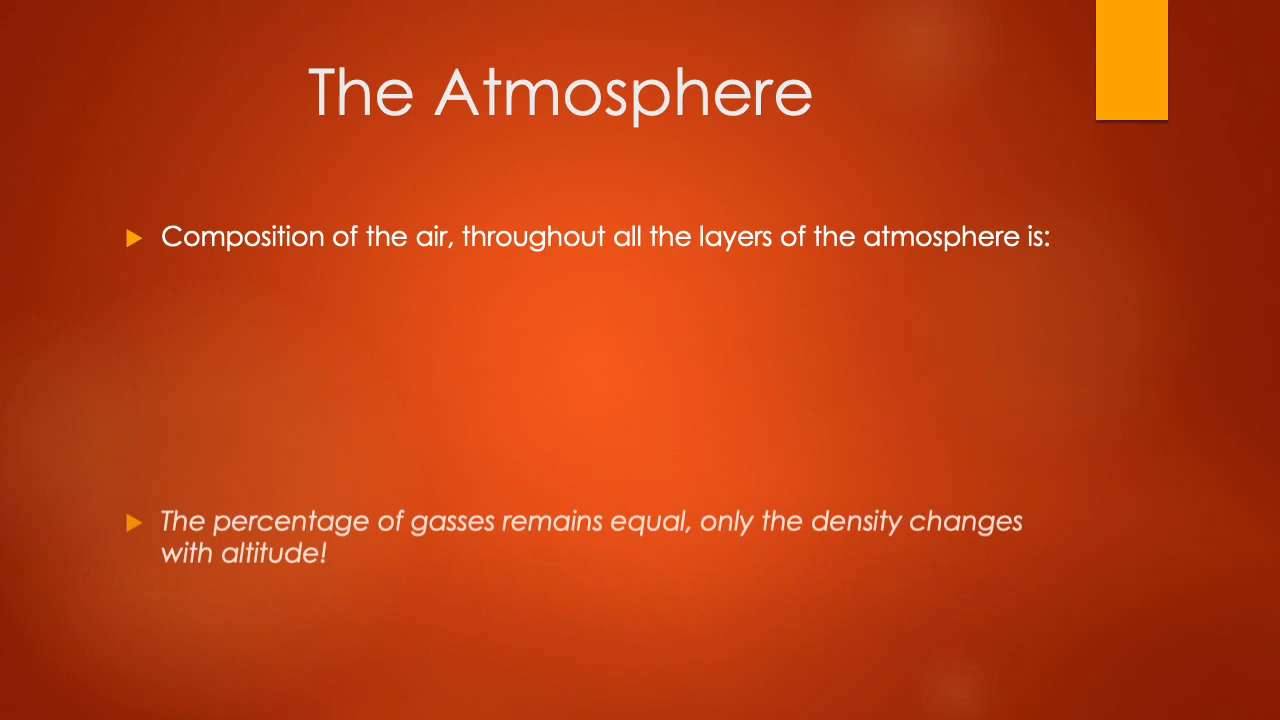 The Atmosphere
Composition of the air, throughout all the layers of the atmosphere is:
The percentage of gasses remains equal, only the density changes
with altitude!